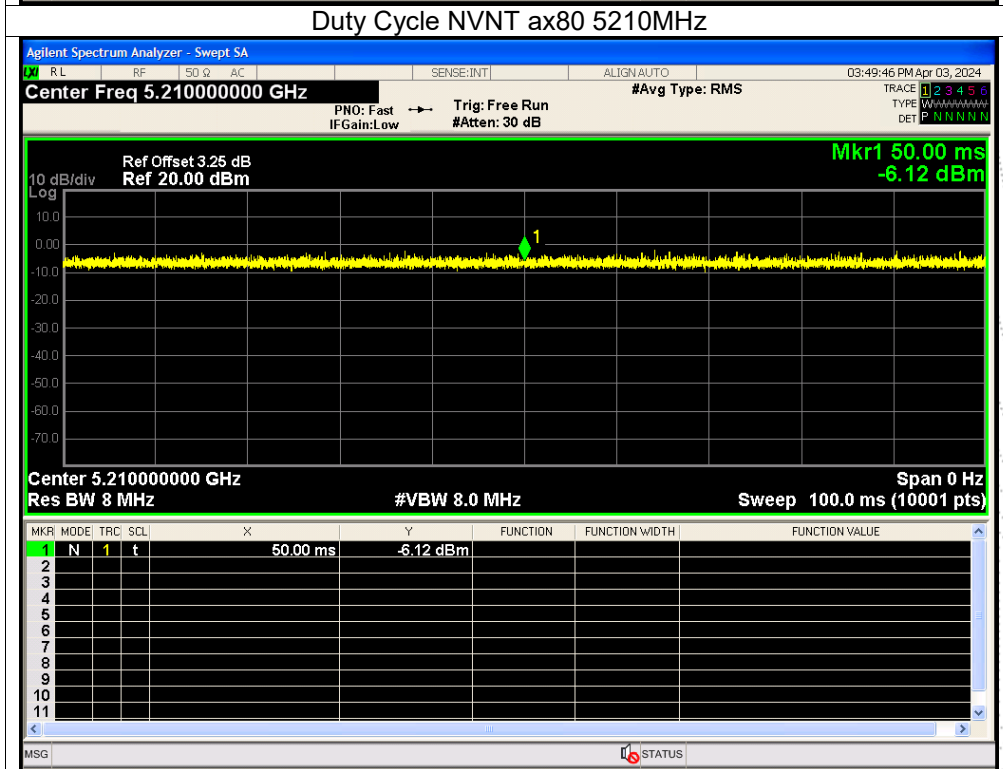 Duty Cycle NVNT ax80 5210MHz
Agilent Spectrum Analyzer - Swept SA
LXI RL RF 50 Ω AC SENSE:INT ALIGN AUTO 03:49:46 PM Apr 03, 2024
Center Freq 5.210000000 GHz #Avg Type: RMS TRACE 1 2 3 4 5 6
PNO: Fast Trig: Free Run TYPE WWWWWW
IFGain:Low #Atten: 30 dB DET P N N N N N
Mkr1 50.00 ms
Ref Offset 3.25 dB
10 dB/div Ref 20.00 dBm -6.12 dBm
Log
10.0
1
0.00
-10.0
-20.0
-30.0
-40.0
-50.0
-60.0
-70.0
Center 5.210000000 GHz Span 0 Hz
Res BW 8 MHz #VBW 8.0 MHz Sweep 100.0 ms (10001 pts)
MKR MODE TRC SCL X Y FUNCTION FUNCTION WIDTH FUNCTION VALUE
1 N 1 t 50.00 ms -6.12 dBm
2
3
4
5
6
7
8
9
10
11
MSG STATUS